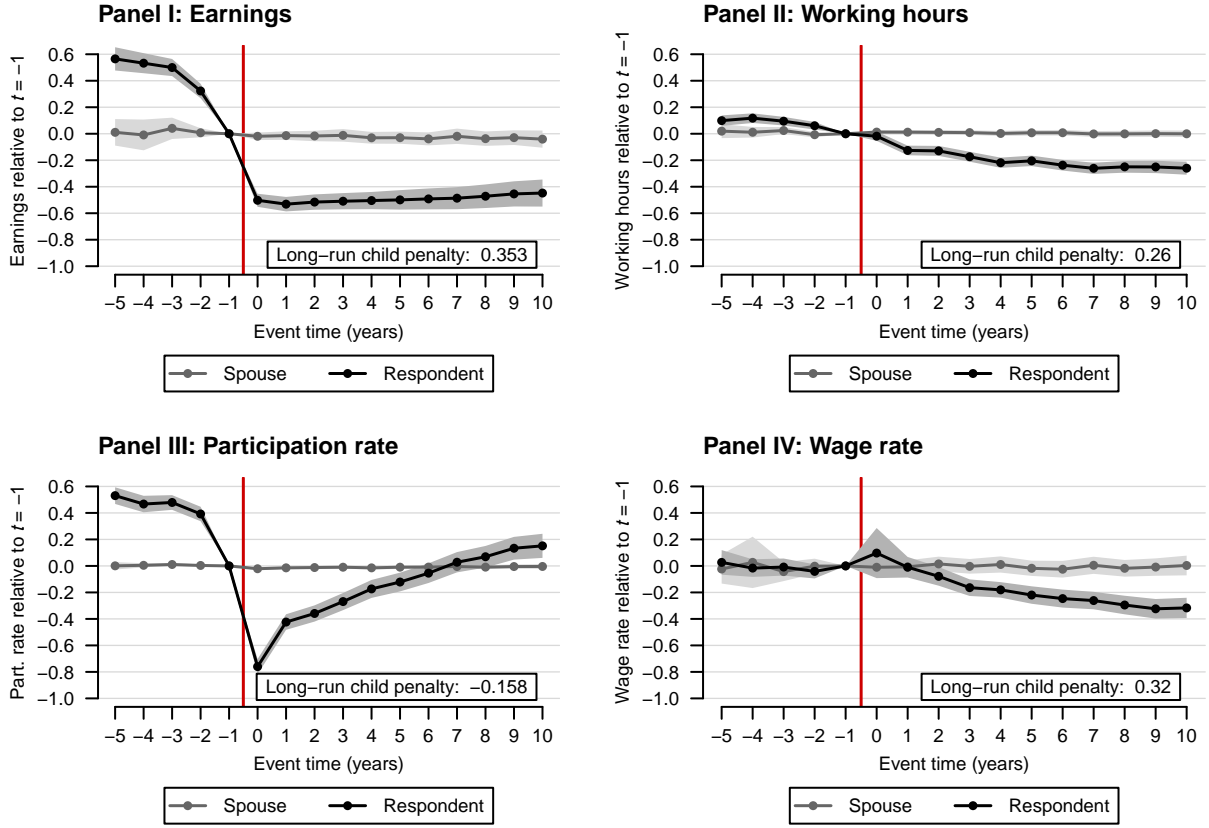 Panel I: Earnings
Earnings relative to t = −1
0.6
0.4
0.2
0.0
−0.2
−0.4
−0.6
−0.8
−1.0
Long−run child penalty: 0.353
−5 −4 −3 −2 −1 0 1 2 3 4 5 6 7 8 9 10
Event time (years)
Spouse Respondent
Panel II: Working hours
Working hours relative to t = −1
0.6
0.4
0.2
0.0
−0.2
−0.4
−0.6
−0.8
−1.0
Long−run child penalty: 0.26
−5 −4 −3 −2 −1 0 1 2 3 4 5 6 7 8 9 10
Event time (years)
Spouse Respondent
Panel III: Participation rate
Part. rate relative to t = −1
0.6
0.4
0.2
0.0
−0.2
−0.4
−0.6
−0.8
−1.0
Long−run child penalty: −0.158
−5 −4 −3 −2 −1 0 1 2 3 4 5 6 7 8 9 10
Event time (years)
Spouse Respondent
Panel IV: Wage rate
Wage rate relative to t = −1
0.6
0.4
0.2
0.0
−0.2
−0.4
−0.6
−0.8
−1.0
Long−run child penalty: 0.32
−5 −4 −3 −2 −1 0 1 2 3 4 5 6 7 8 9 10
Event time (years)
Spouse Respondent